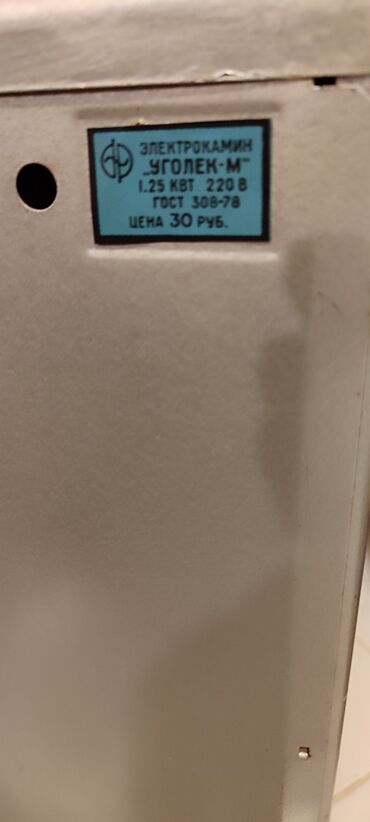 ЭЛЕКТРОКАМИН
„УГОЛЕК-М"
1,25 КВТ 220 В
ГОСТ 308-78
ЦЕНА 30 РУБ.